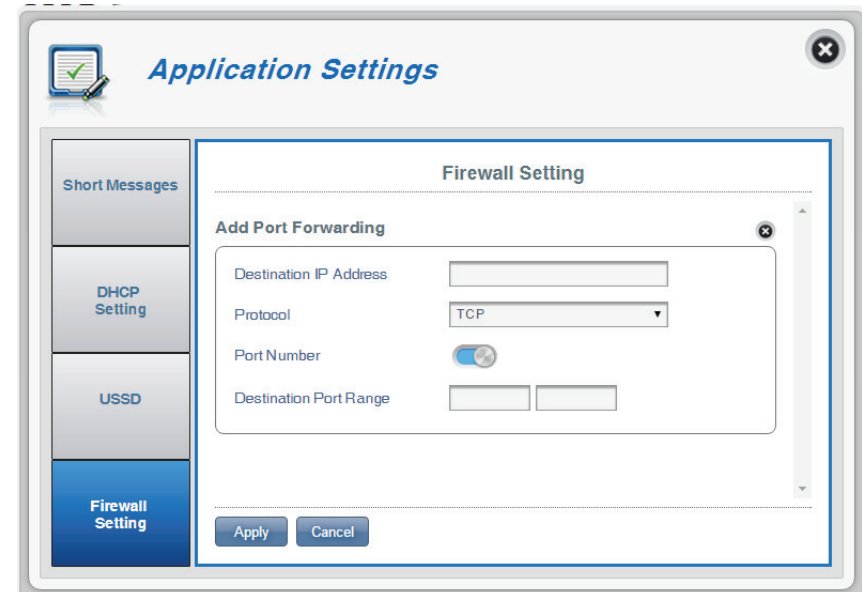 Application Settings
Short Messages
DHCP
Setting
USSD
Firewall
Setting
Firewall Setting
Add Port Forwarding
Destination IP Address
Protocol
TCP
Port Number
Destination Port Range
Apply
Cancel